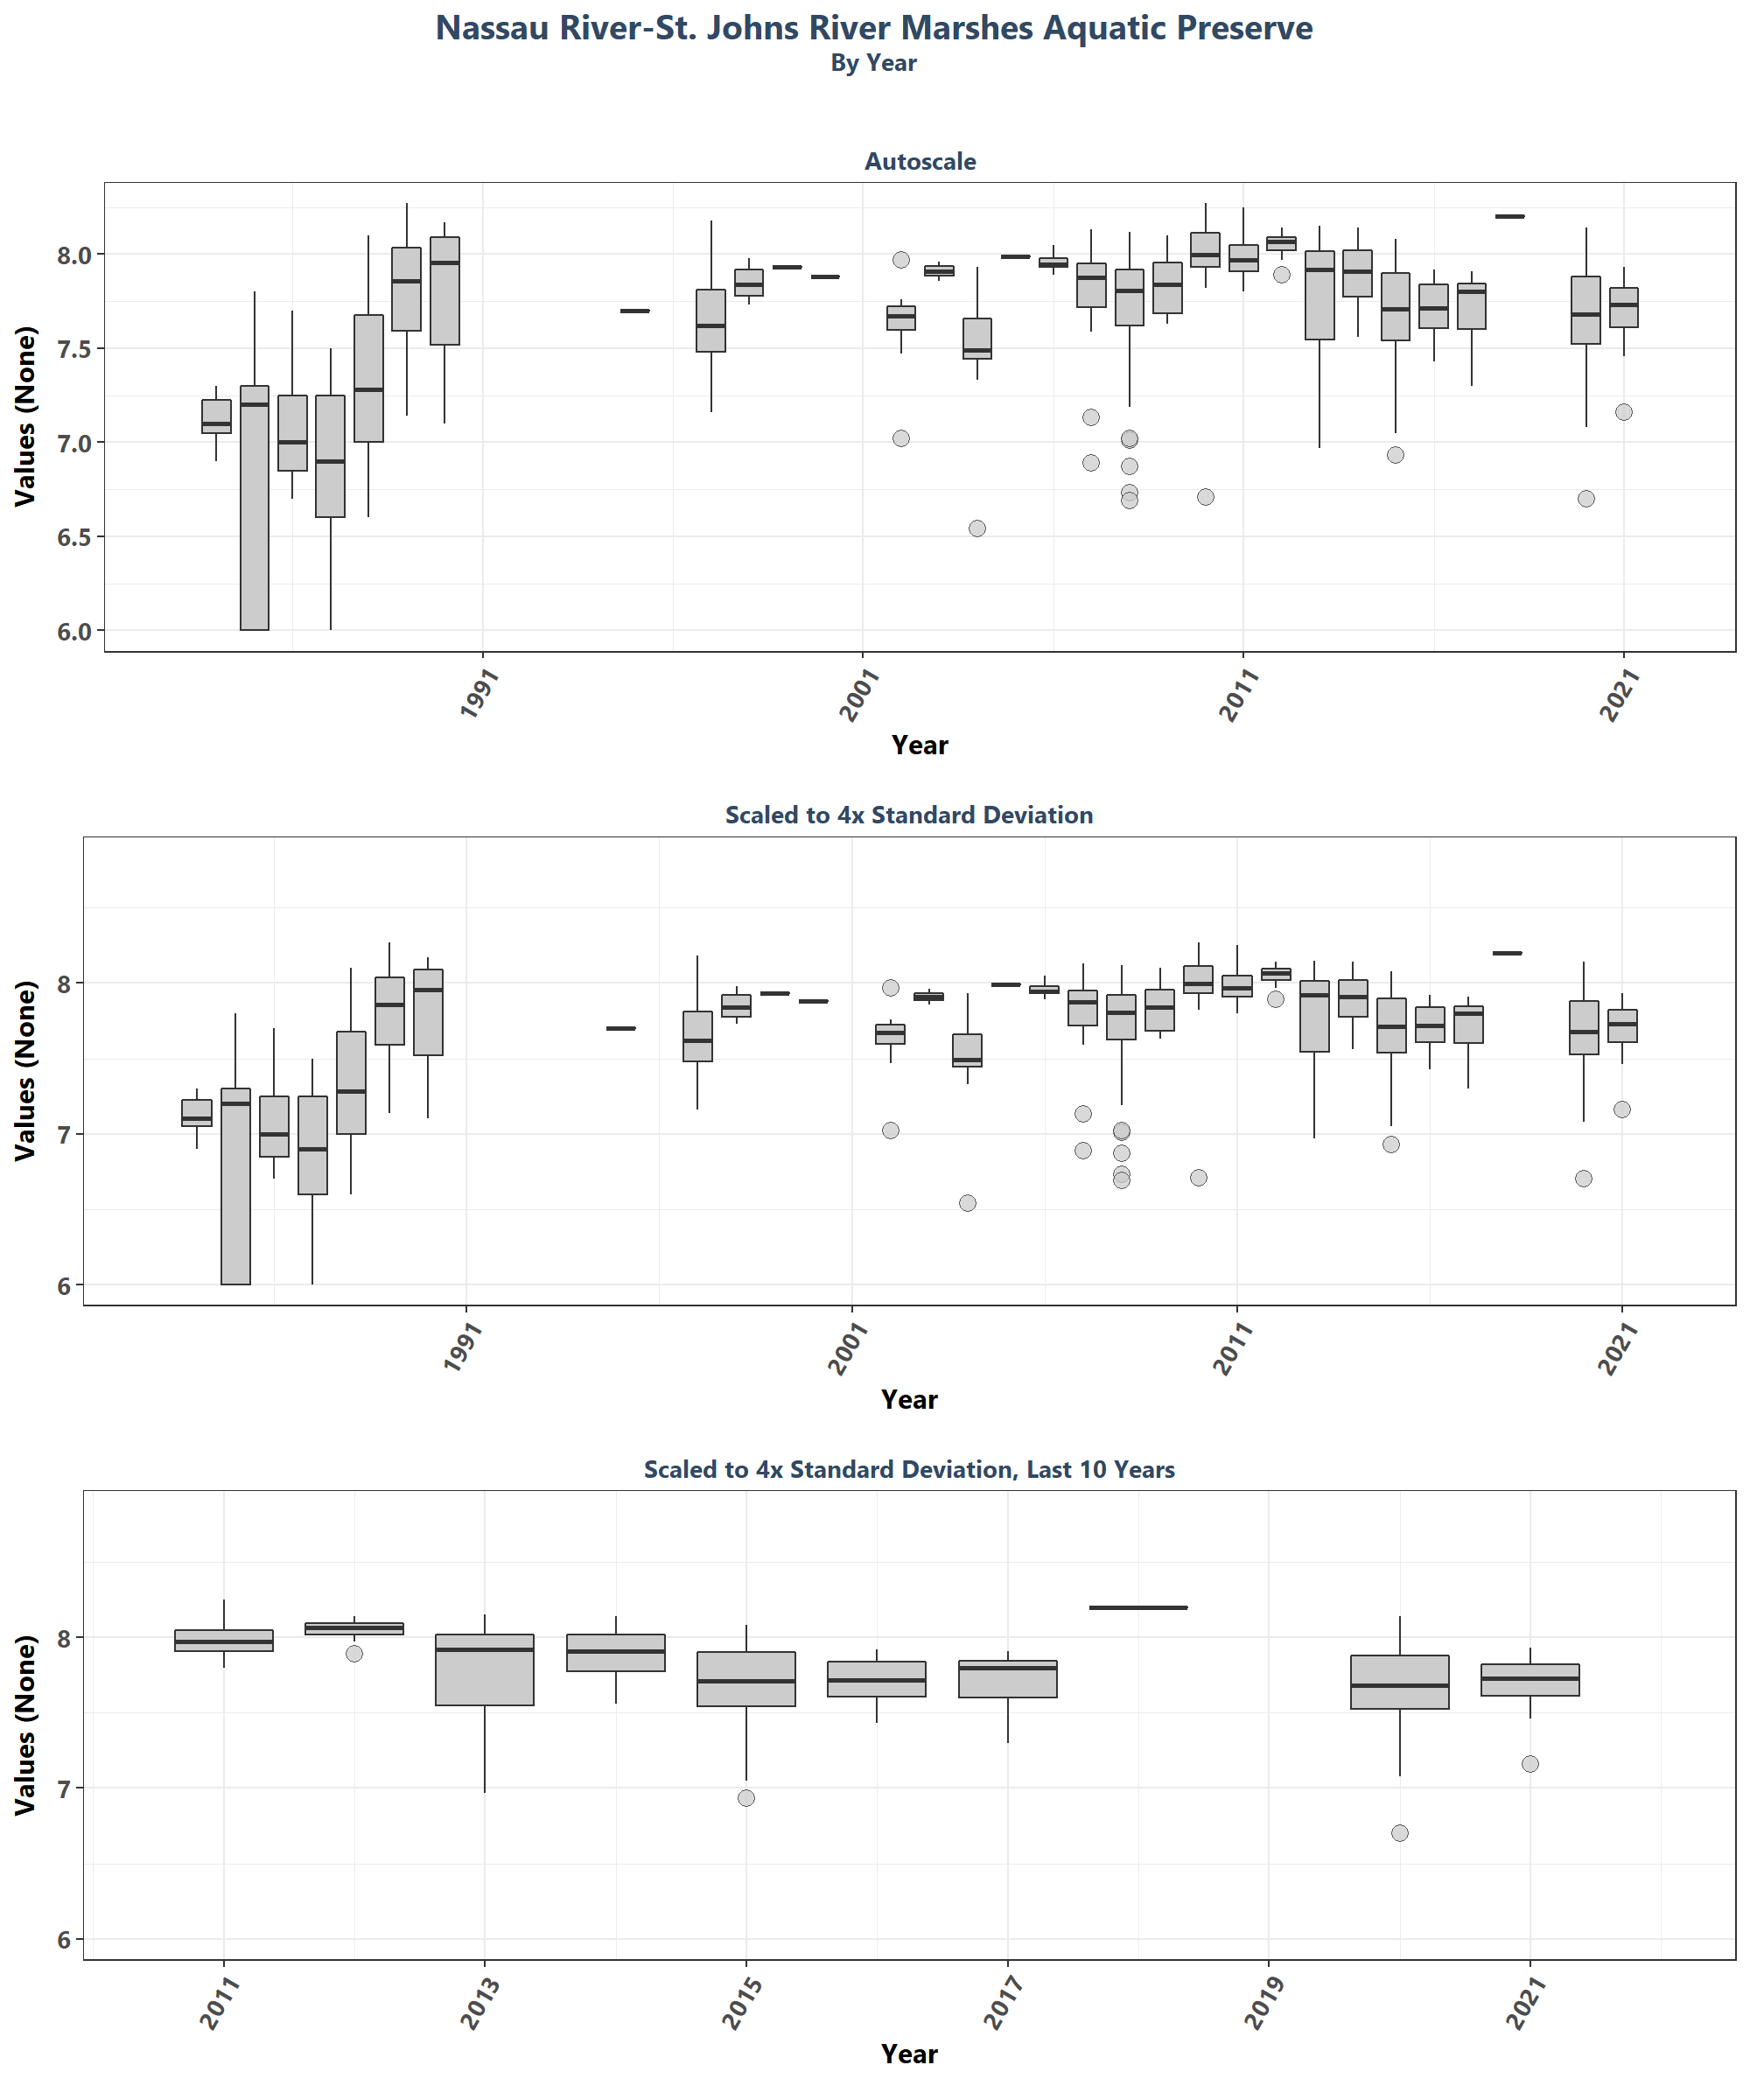 Nassau River-St. Johns River Marshes Aquatic Preserve
By Year
Autoscale
Values (None)
8.0
7.5
7.0
6.5
6.0
1991
2001
2011
2021
Year
Scaled to 4x Standard Deviation
Values (None)
8
7
6
1991
2001
2011
2021
Year
Scaled to 4x Standard Deviation, Last 10 Years
Values (None)
8
7
6
2011
2013
2015
2017
2019
2021
Year